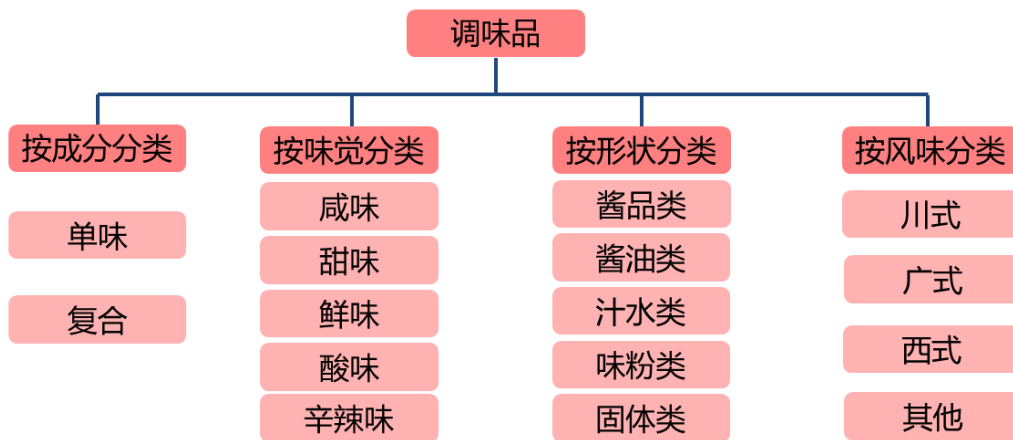 调味品
按成分分类
单味
复合
按味觉分类
咸味
甜味
鲜味
酸味
辛辣味
按形状分类
酱品类
酱油类
汁水类
味粉类
固体类
按风味分类
川式
广式
西式
其他